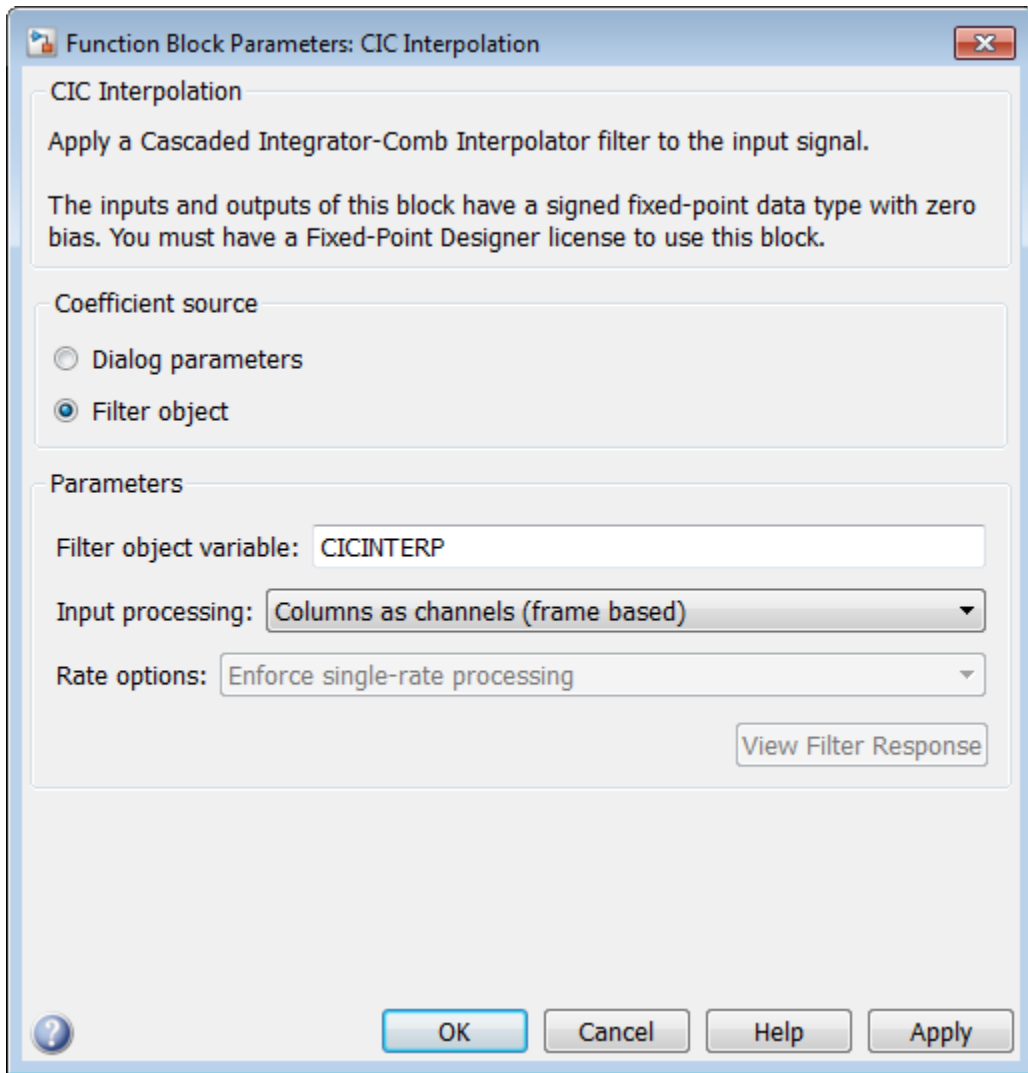 Function Block Parameters: CIC Interpolation
CIC Interpolation
Apply a Cascaded Integrator-Comb Interpolator filter to the input signal.
The inputs and outputs of this block have a signed fixed-point data type with zero
bias. You must have a Fixed-Point Designer license to use this block.
Coefficient source
Dialog parameters
Filter object
Parameters
Filter object variable: CICINTERP
Input processing: Columns as channels (frame based)
Rate options: Enforce single-rate processing
View Filter Response
? OK Cancel Help Apply